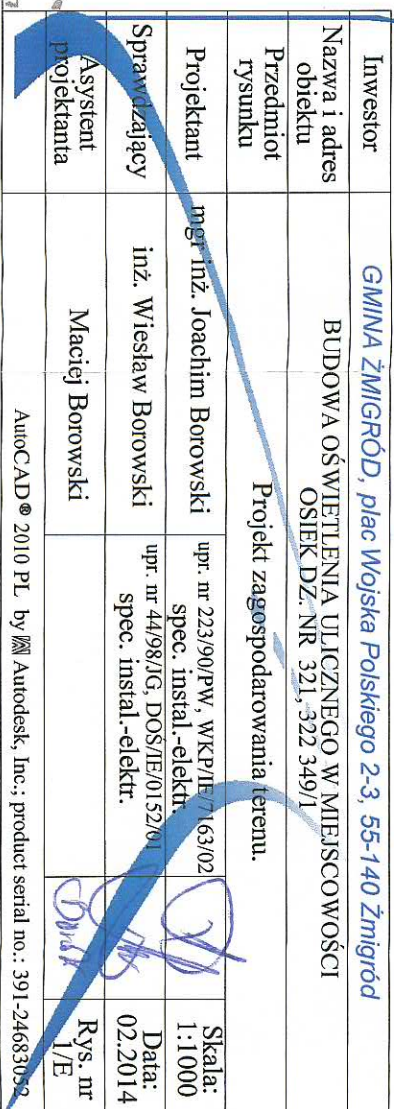 Inwestor
GMINA ŻMIGRÓD, plac Wojska Polskiego 2-3, 55-140 Żmigród
Nazwa i adres
obiektu
BUDOWA OŚWIETLENIA ULICZNEGO W MIEJSCOWOŚCI
OSIEK DZ. NR 321, 322 349/1
Przedmiot
rysunku
Projekt zagospodarowania terenu.
Projektant
mgr inż. Joachim Borowski
upr. nr 223/90/PW, WKP/IE/7163/02
spec. instal.-elektr.
Skala:
1:1000
Sprawdzający
inż. Wiesław Borowski
upr. nr 44/98/JG, DOŚ/IE/0152/01
spec. instal.-elektr.
Data:
02.2014
Asystent
projektanta
Maciej Borowski
Rys. nr
1/E
AutoCAD® 2010 PL by Autodesk, Inc.; product serial no.: 391-24683052